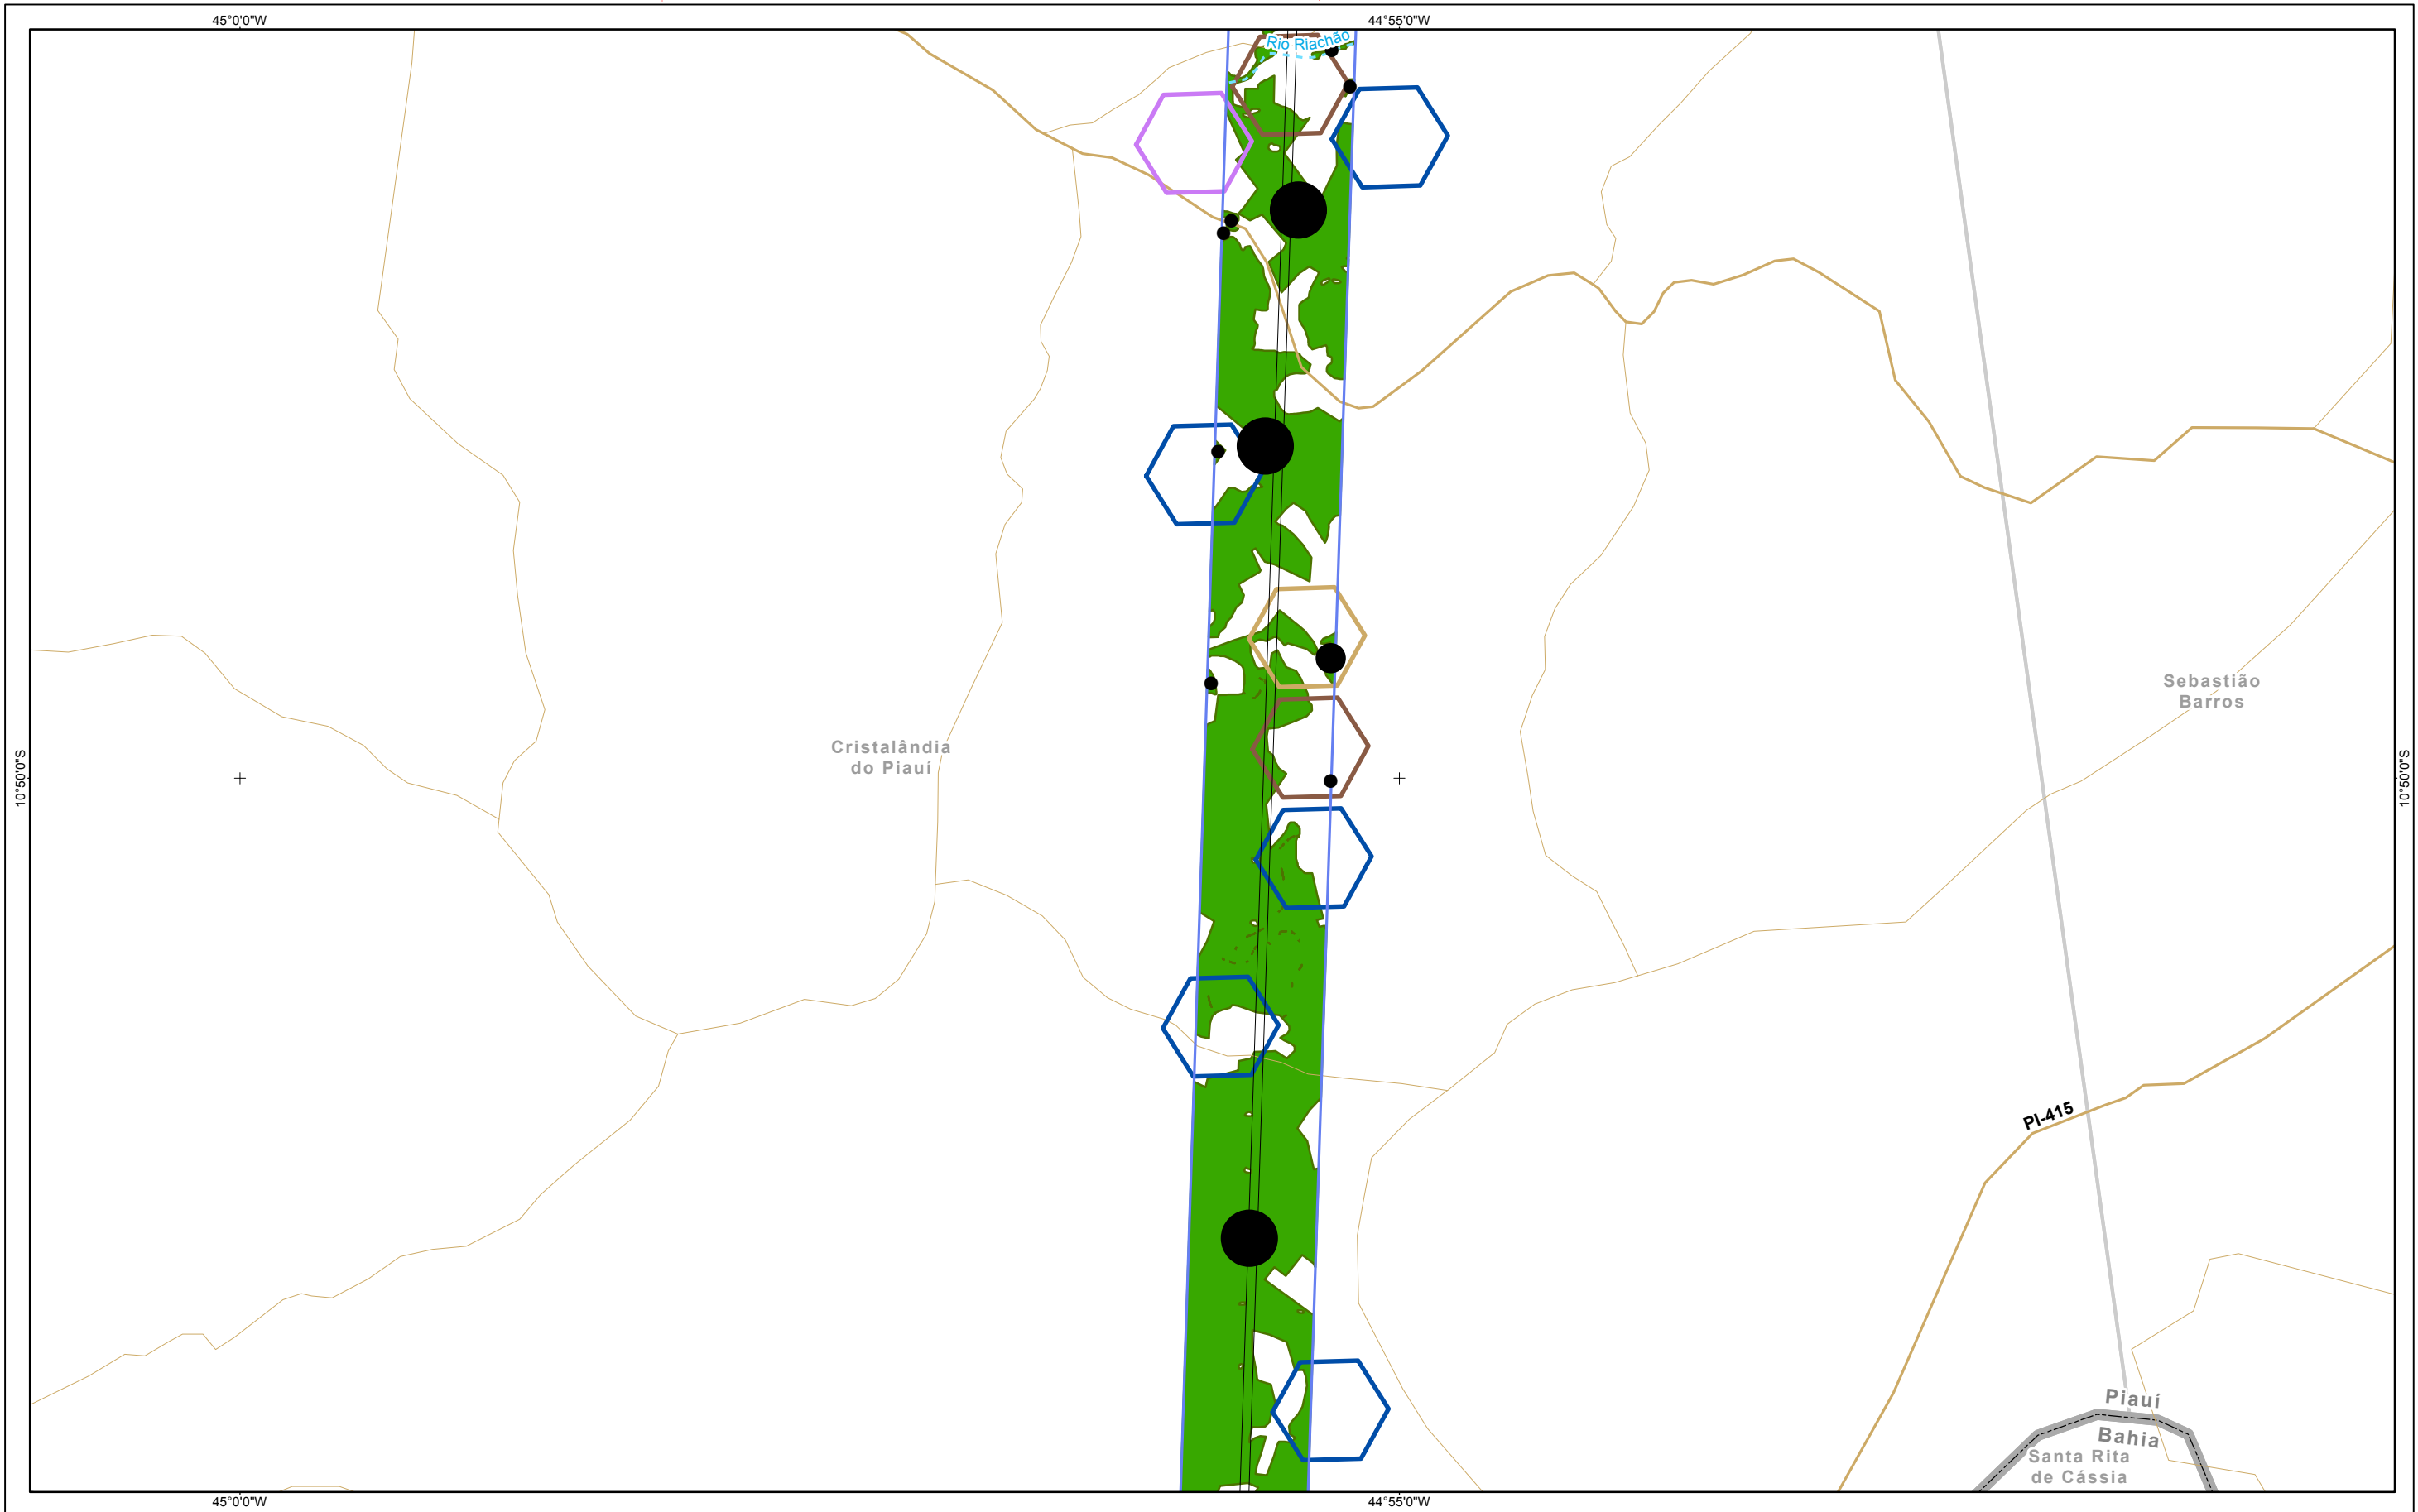 45°0'0"W
44°55'0"W
Rio Riachão
Sebastião
Barros
Cristalândia
do Piauí
10°50'0"S
10°50'0"S
PI-415
Piauí
Bahia
Santa Rita
de Cássia
45°0'0"W
44°55'0"W